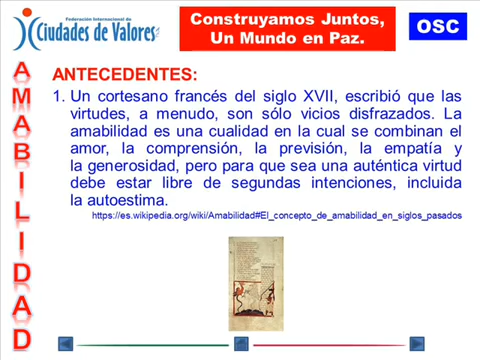 Federación Internacional de
Ciudades de Valores
Construyamos Juntos,
Un Mundo en Paz.
OSC
AMABILIDAD
ANTECEDENTES:
1. Un cortesano francés del siglo XVII, escribió que las
virtudes, a menudo, son sólo vicios disfrazados. La
amabilidad es una cualidad en la cual se combinan el
amor, la comprensión, la previsión, la empatía y
la generosidad, pero para que sea una auténtica virtud
debe estar libre de segundas intenciones, incluida
la autoestima.
https://es.wikipedia.org/wiki/Amabilidad#El_concepto_de_amabilidad_en_siglos_pasados